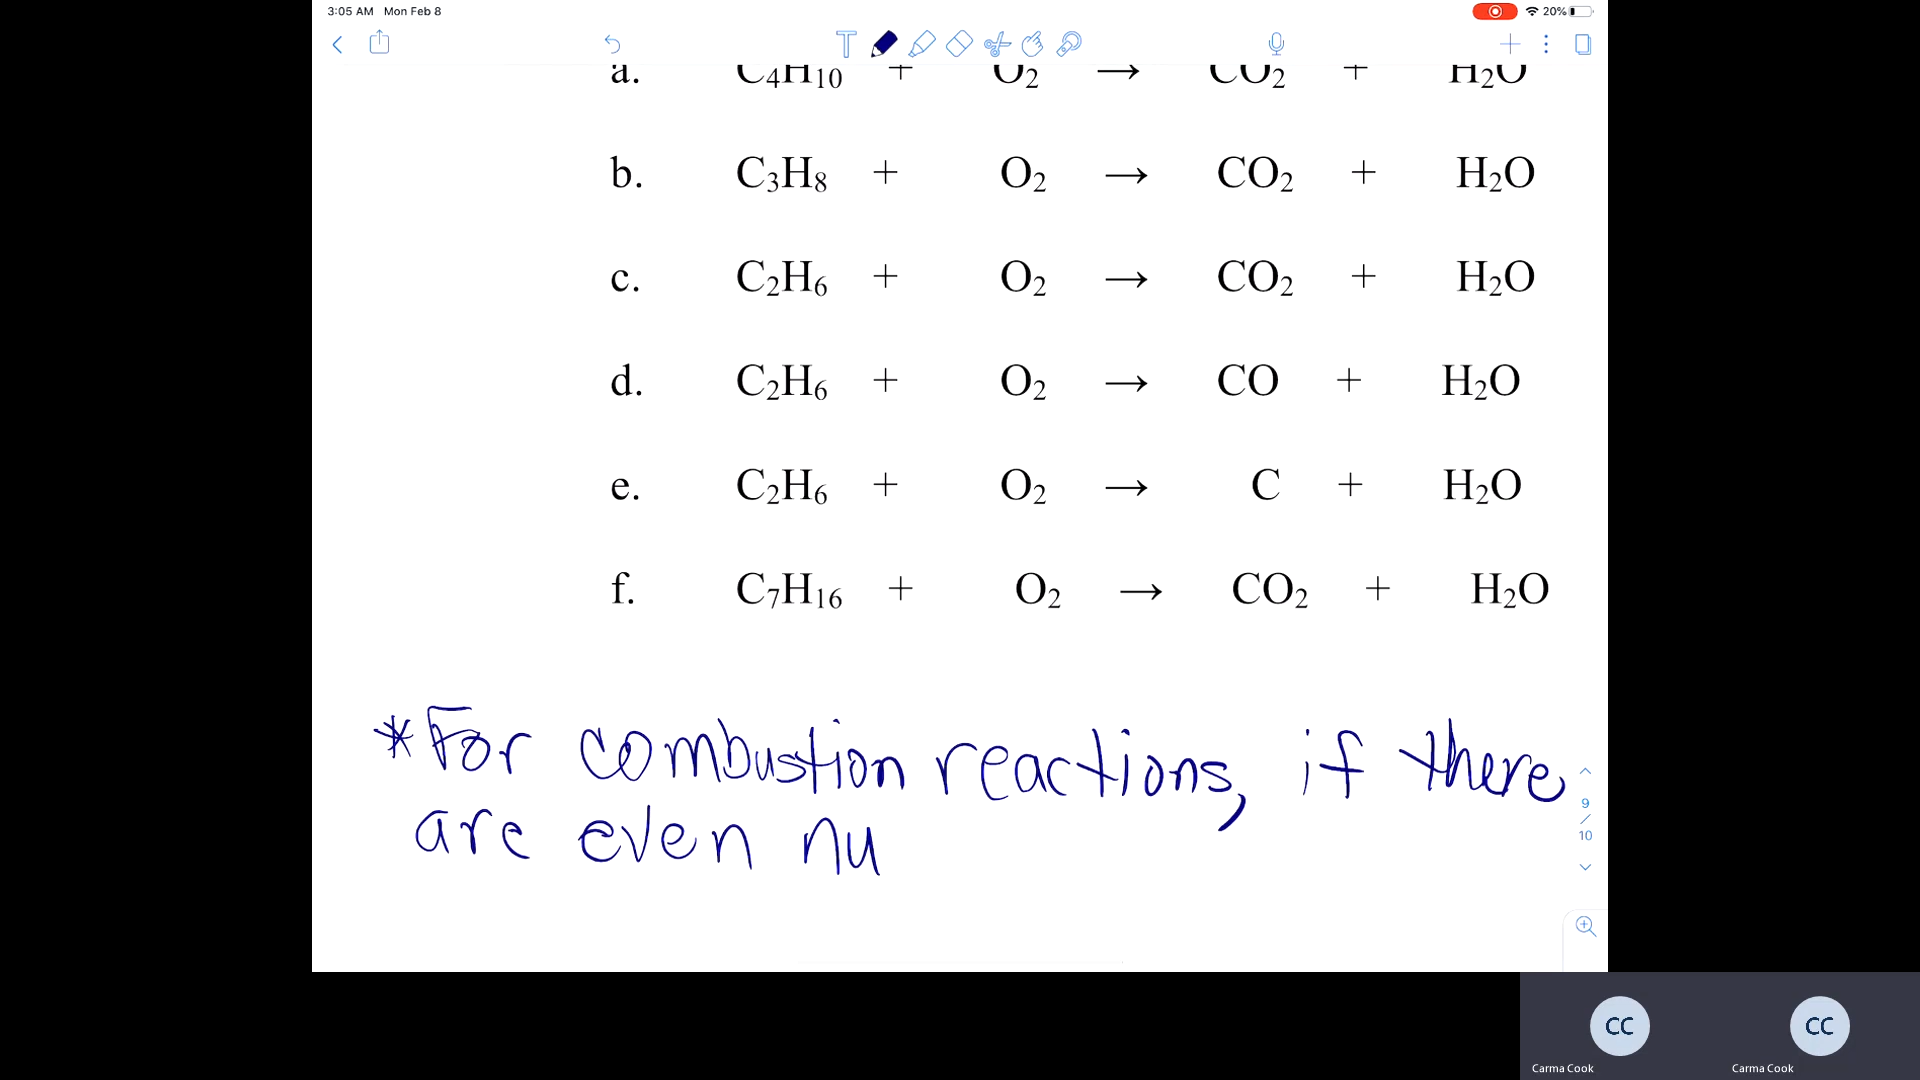 3:05 AM Mon Feb 8
20%
a. C₄H₁₀ + O₂ → CO₂ + H₂O
b. C₃H₈ + O₂ → CO₂ + H₂O
c. C₂H₆ + O₂ → CO₂ + H₂O
d. C₂H₆ + O₂ → CO + H₂O
e. C₂H₆ + O₂ → C + H₂O
f. C₇H₁₆ + O₂ → CO₂ + H₂O
*For combustion reactions, if there
are even nu
9
/
10
CC CC
Carma Cook Carma Cook